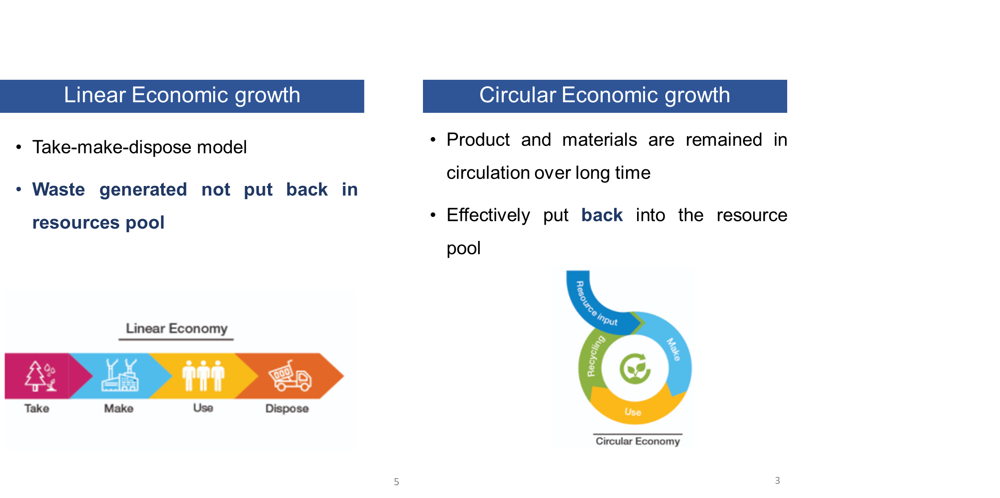 Linear Economic growth
• Take-make-dispose model
• Waste generated not put back in
resources pool
Linear Economy
Take
Make
Use
Dispose
5
Circular Economic growth
• Product and materials are remained in
circulation over long time
• Effectively put back into the resource
pool
Resource input
Make
Recycling
Use
Circular Economy
3